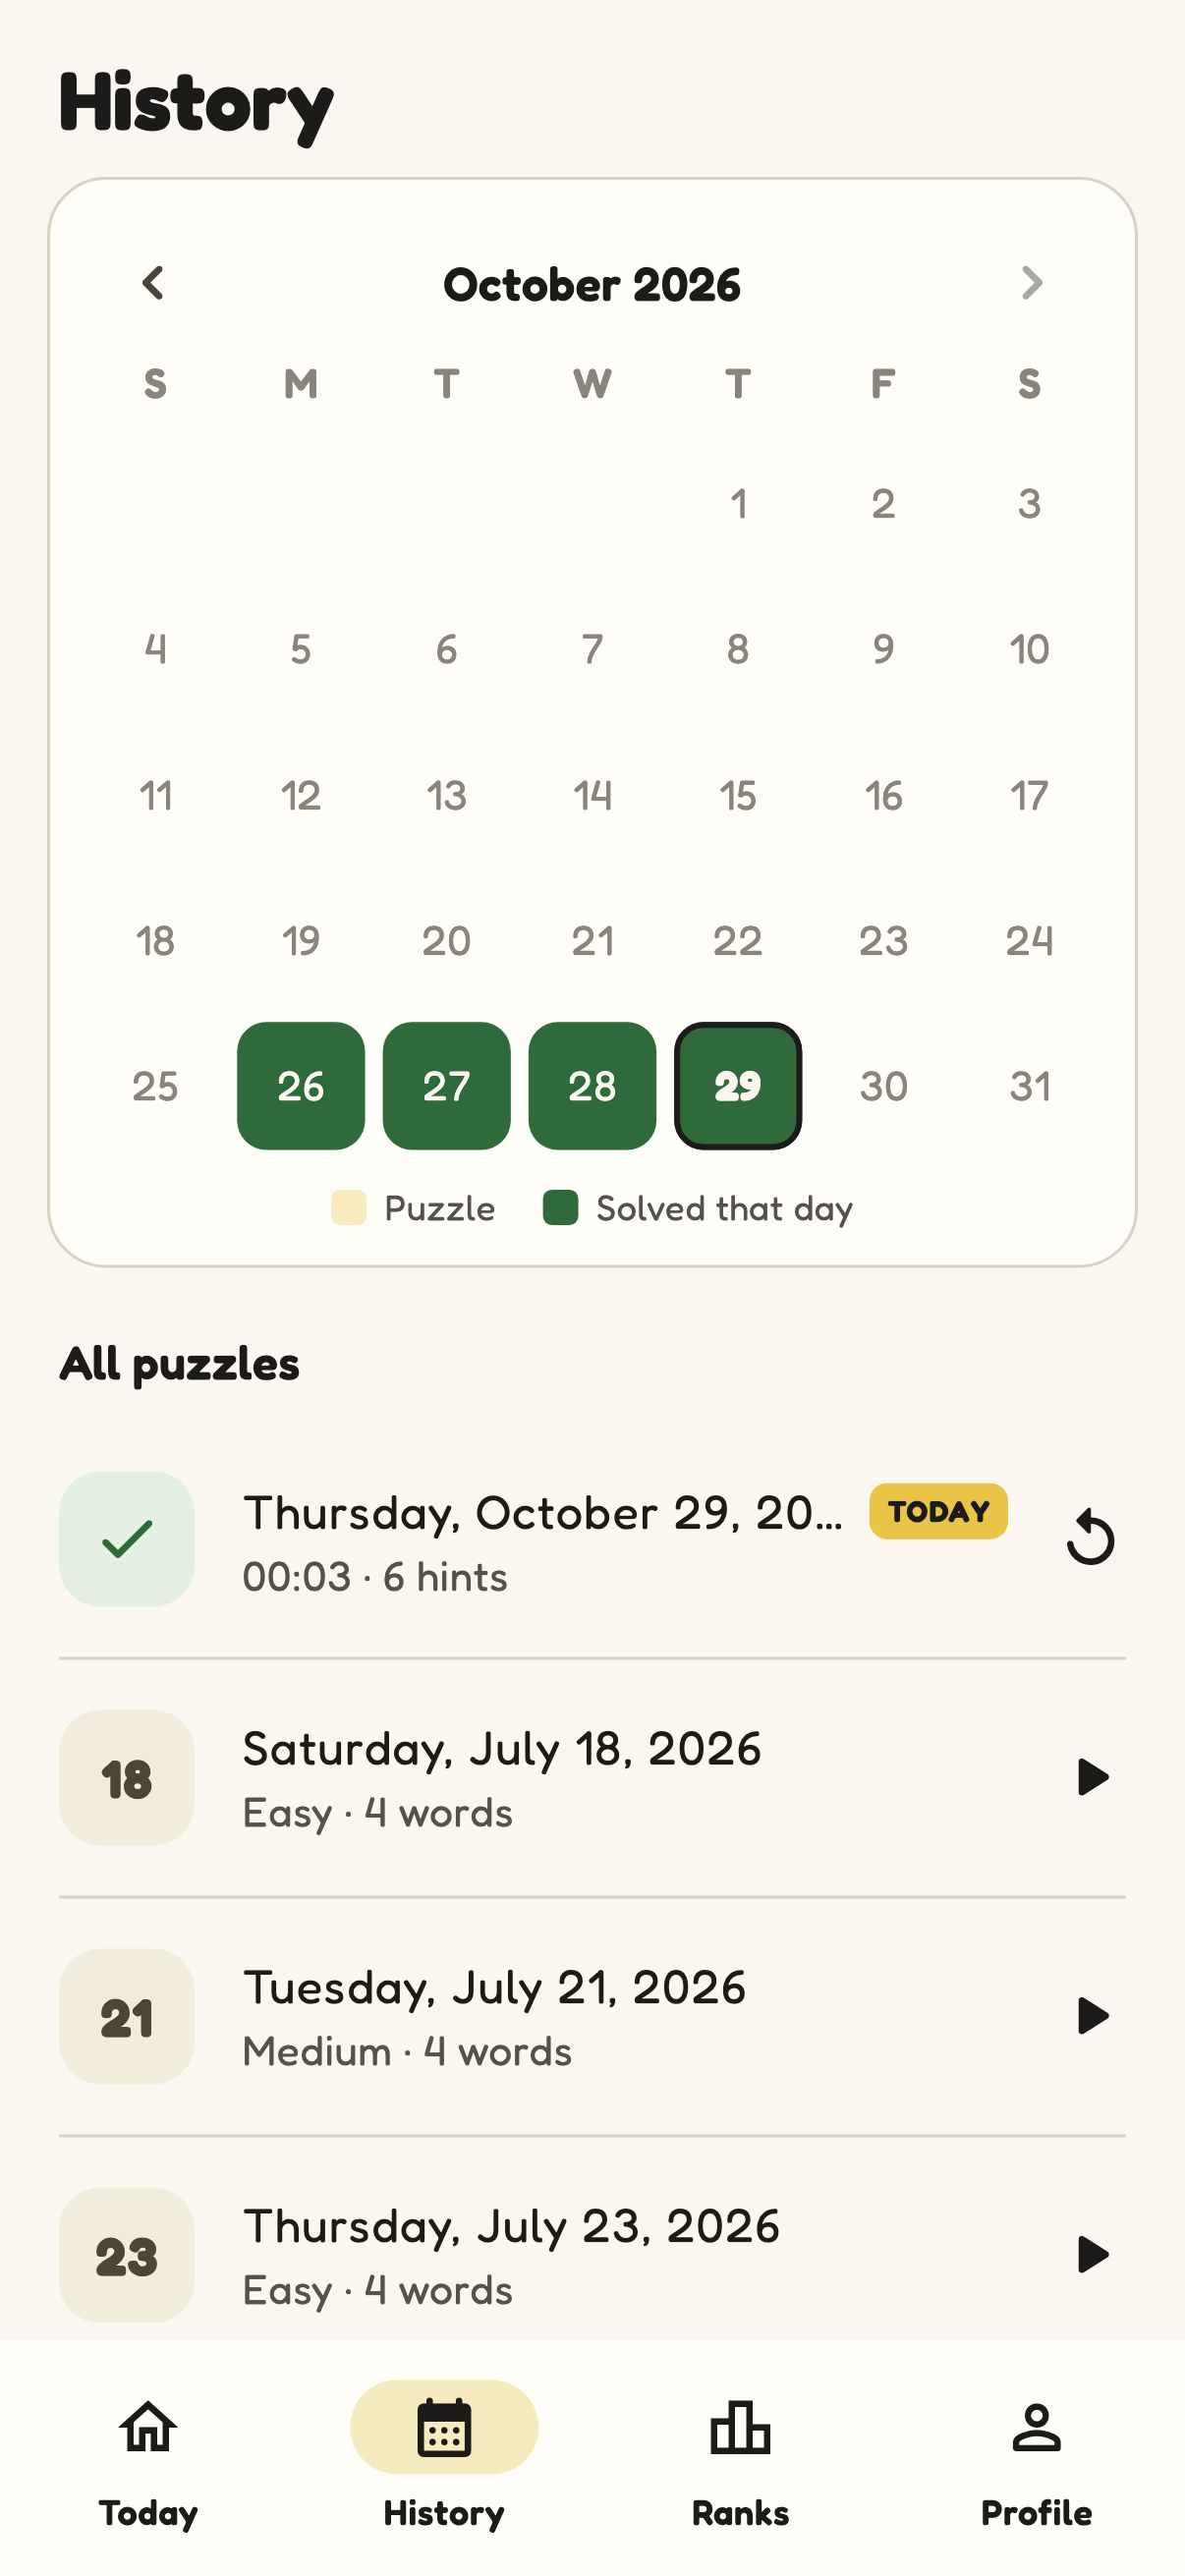 History
October 2026
S M T W T F S
1 2 3
4 5 6 7 8 9 10
11 12 13 14 15 16 17
18 19 20 21 22 23 24
25 26 27 28 29 30 31
Puzzle Solved that day
All puzzles
Thursday, October 29, 20... TODAY
00:03 · 6 hints
18
Saturday, July 18, 2026
Easy · 4 words
21
Tuesday, July 21, 2026
Medium · 4 words
23
Thursday, July 23, 2026
Easy · 4 words
Today History Ranks Profile